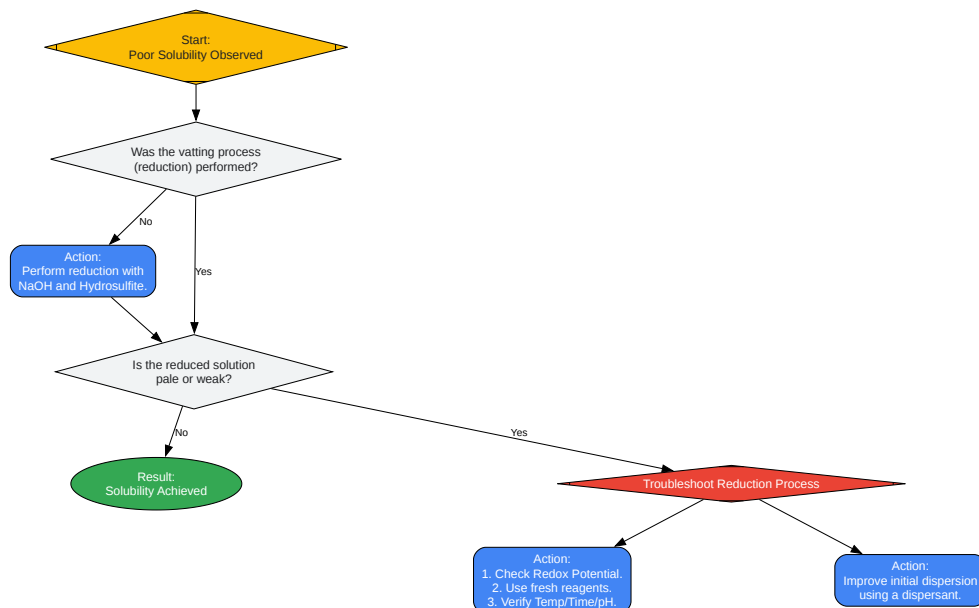 Start:
Poor Solubility Observed
Was the vatting process
(reduction) performed?
No
Yes
Action:
Perform reduction with
NaOH and Hydrosulfite.
Is the reduced solution
pale or weak?
No
Yes
Result:
Solubility Achieved
Troubleshoot Reduction Process
Action:
1. Check Redox Potential.
2. Use fresh reagents.
3. Verify Temp/Time/pH.
Action:
Improve initial dispersion
using a dispersant.